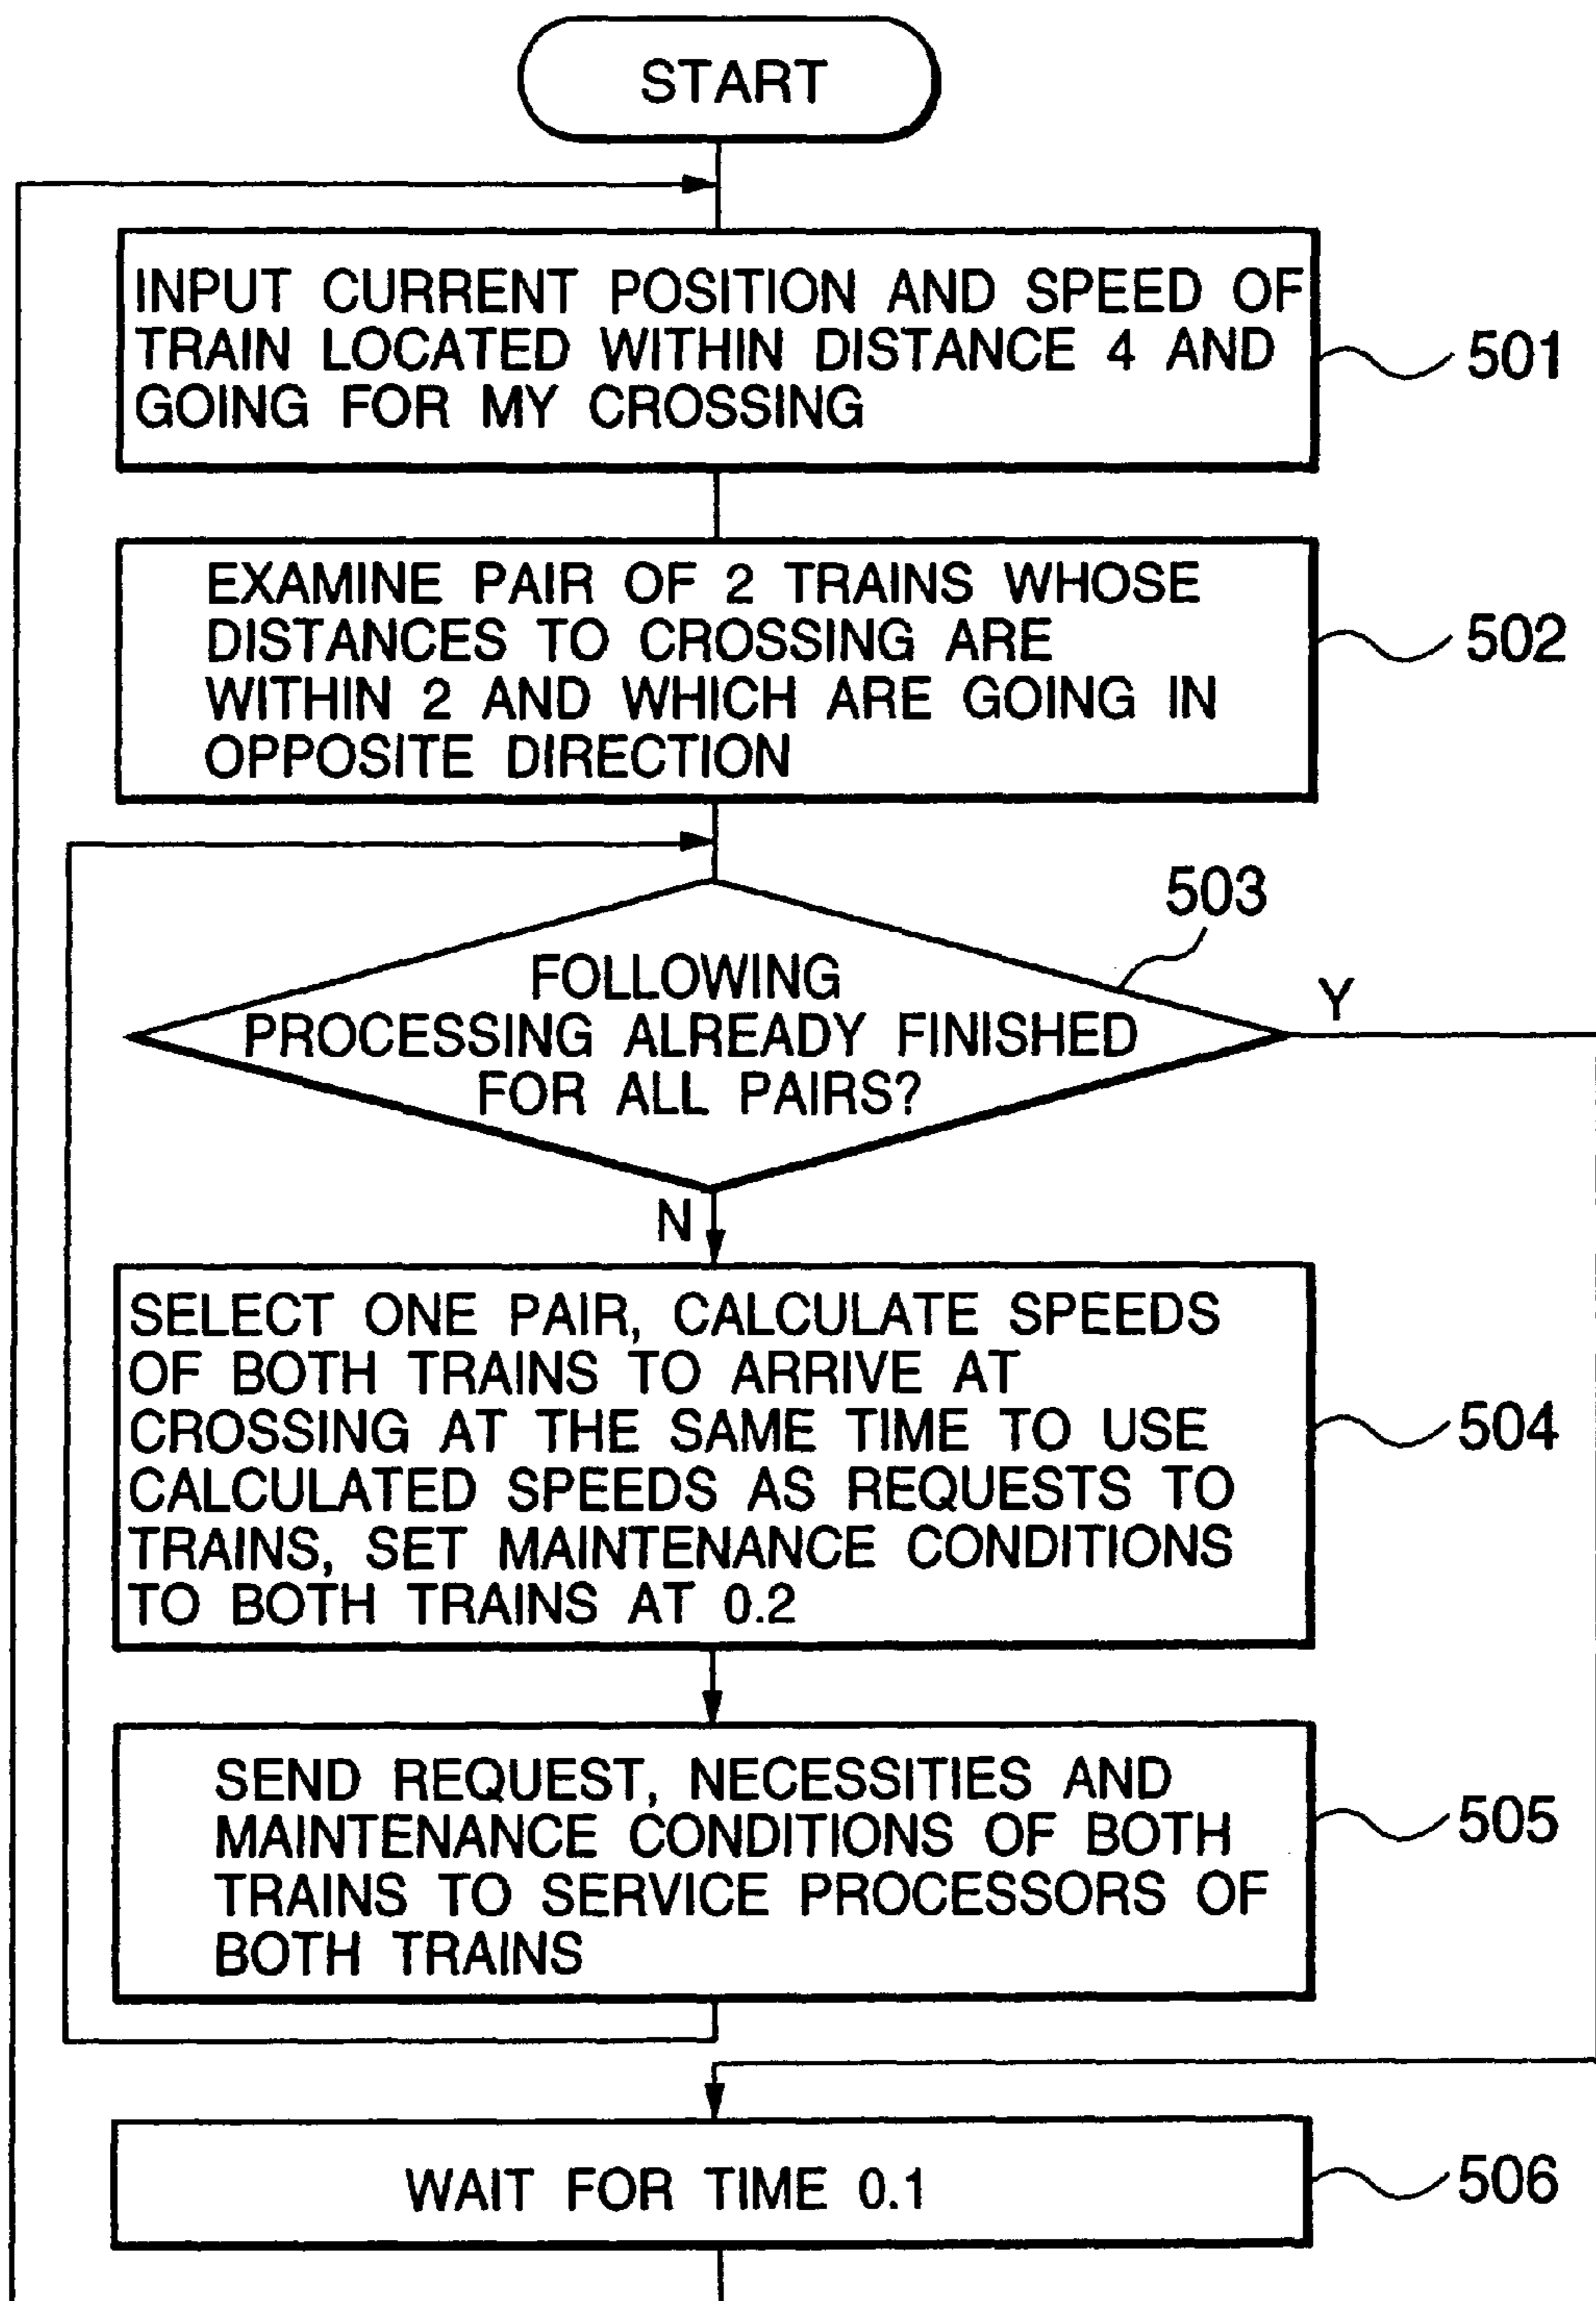 START
INPUT CURRENT POSITION AND SPEED OF
TRAIN LOCATED WITHIN DISTANCE 4 AND
GOING FOR MY CROSSING
501
EXAMINE PAIR OF 2 TRAINS WHOSE
DISTANCES TO CROSSING ARE
WITHIN 2 AND WHICH ARE GOING IN
OPPOSITE DIRECTION
502
503
FOLLOWING
PROCESSING ALREADY FINISHED
FOR ALL PAIRS?
Y
N
SELECT ONE PAIR, CALCULATE SPEEDS
OF BOTH TRAINS TO ARRIVE AT
CROSSING AT THE SAME TIME TO USE
CALCULATED SPEEDS AS REQUESTS TO
TRAINS, SET MAINTENANCE CONDITIONS
TO BOTH TRAINS AT 0.2
504
SEND REQUEST, NECESSITIES AND
MAINTENANCE CONDITIONS OF BOTH
TRAINS TO SERVICE PROCESSORS OF
BOTH TRAINS
505
WAIT FOR TIME 0.1
506